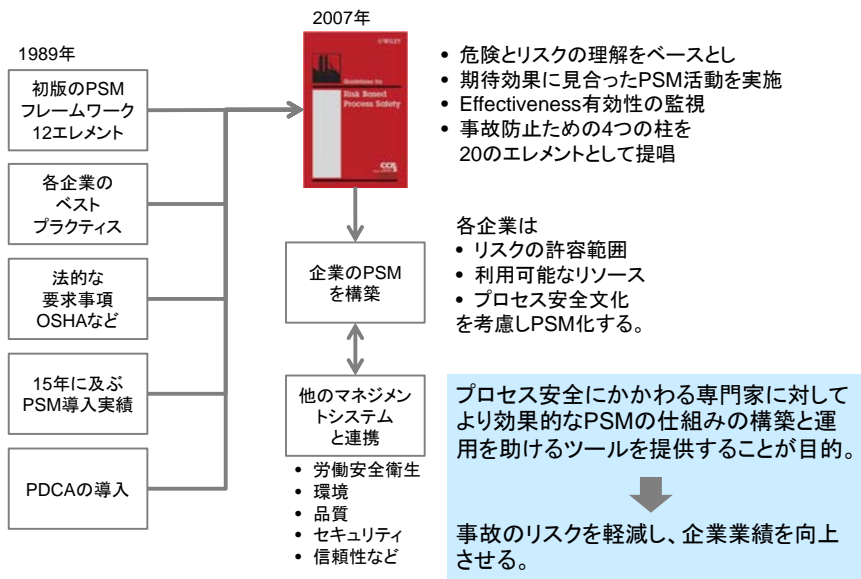 1989年
初版のPSM
フレームワーク
12エレメント
各企業の
ベスト
プラクティス
法的な
要求事項
OSHAなど
15年に及ぶ
PSM導入実績
PDCAの導入
2007年
WILEY
Guidelines for
Risk Based
Process Safety
CCPS
• 危険とリスクの理解をベースとし
• 期待効果に見合ったPSM活動を実施
• Effectiveness有効性の監視
• 事故防止ための4つの柱を
20のエレメントとして提唱
企業のPSM
を構築
各企業は
• リスクの許容範囲
• 利用可能なリソース
• プロセス安全文化
を考慮しPSM化する。
他のマネジメン
トシステム
と連携
• 労働安全衛生
• 環境
• 品質
• セキュリティ
• 信頼性など
プロセス安全にかかわる専門家に対して
より効果的なPSMの仕組みの構築と運
用を助けるツールを提供することが目的。
事故のリスクを軽減し、企業業績を向上
させる。